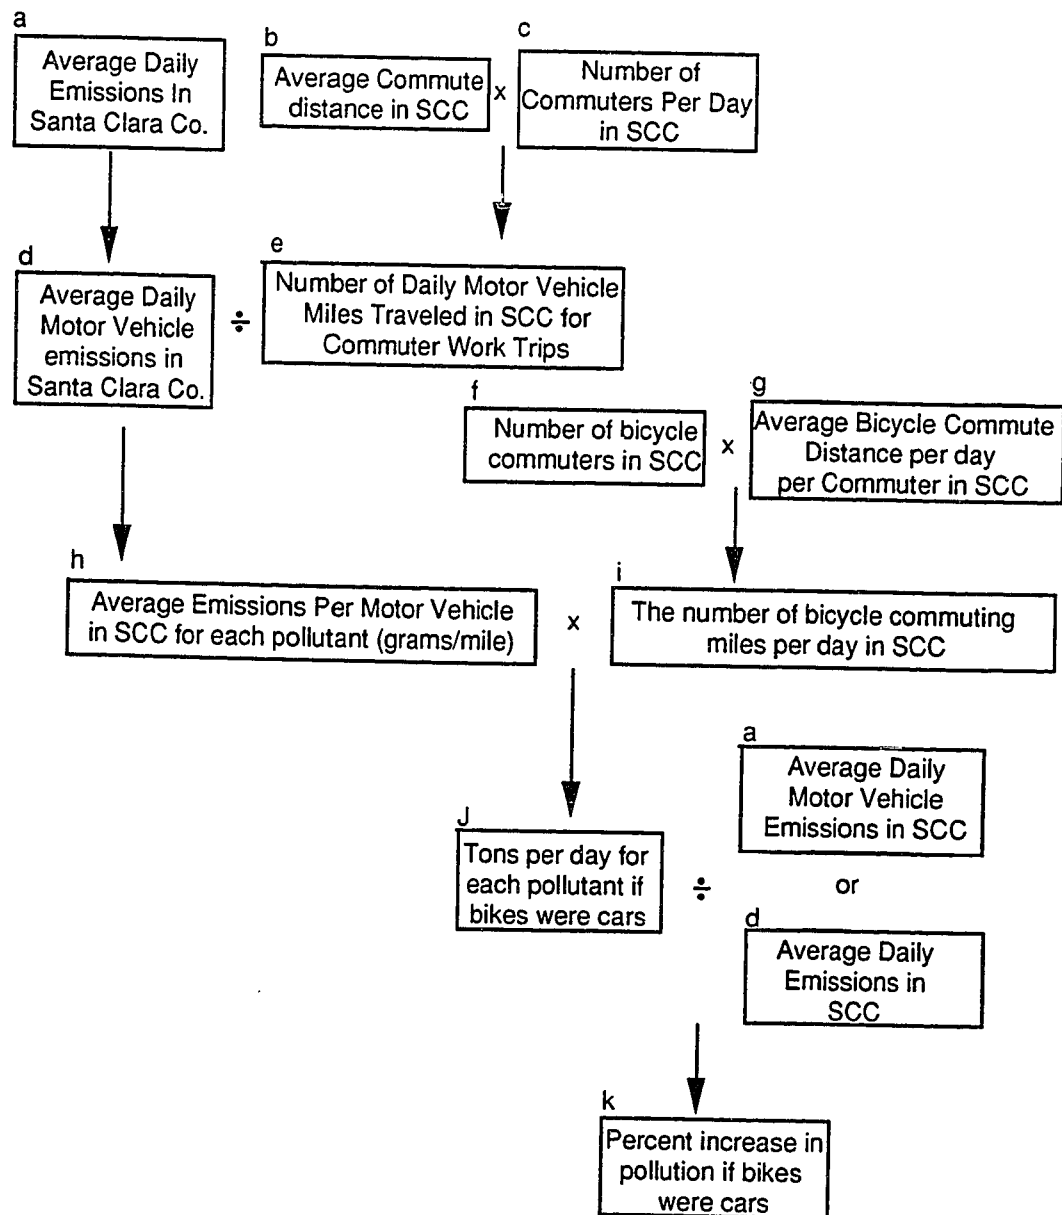 a
Average Daily
Emissions In
Santa Clara Co.
b
Average Commute
distance in SCC
x
c
Number of
Commuters Per Day
in SCC
d
Average Daily
Motor Vehicle
emissions in
Santa Clara Co.
÷
e
Number of Daily Motor Vehicle
Miles Traveled in SCC for
Commuter Work Trips
f
Number of bicycle
commuters in SCC
x
g
Average Bicycle Commute
Distance per day
per Commuter in SCC
h
Average Emissions Per Motor Vehicle
in SCC for each pollutant (grams/mile)
x
i
The number of bicycle commuting
miles per day in SCC
J
Tons per day for
each pollutant if
bikes were cars
÷
a
Average Daily
Motor Vehicle
Emissions in SCC
or
d
Average Daily
Emissions in
SCC
k
Percent increase in
pollution if bikes
were cars